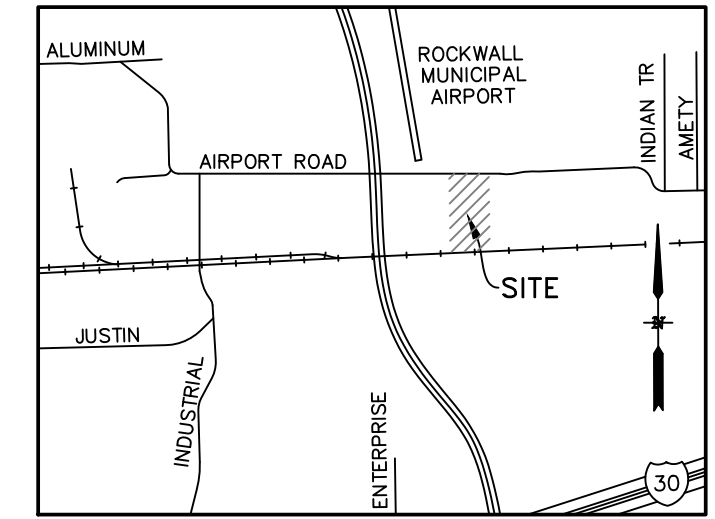 ALUMINUM
ROCKWALL
MUNICIPAL
AIRPORT
INDIAN TR
AMETY
AIRPORT ROAD
SITE
N
JUSTIN
INDUSTRIAL
ENTERPRISE
30